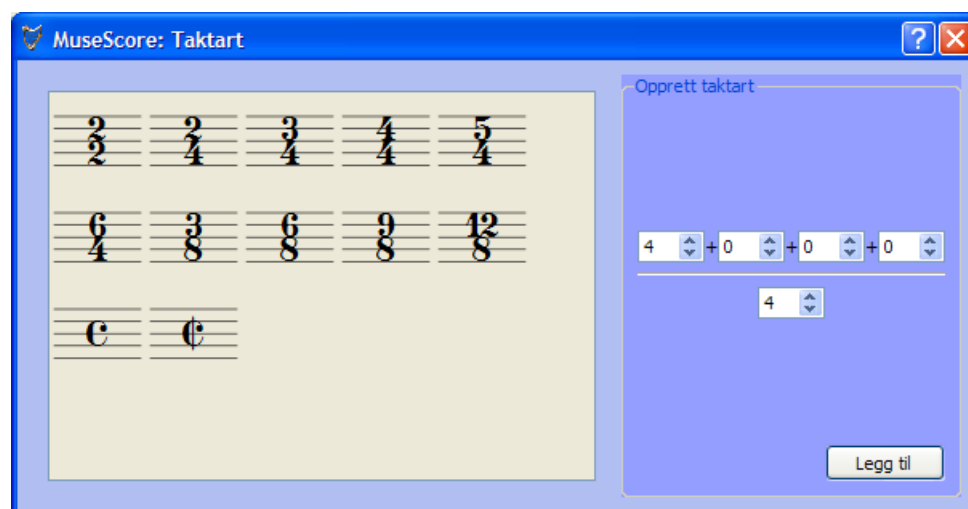 MuseScore: Taktart
2 2 3 4 5
2 4 4 4 4
6 3 6 9 12
4 8 8 8 8
Opprett taktart
4 + 0 + 0 + 0
4
Legg til